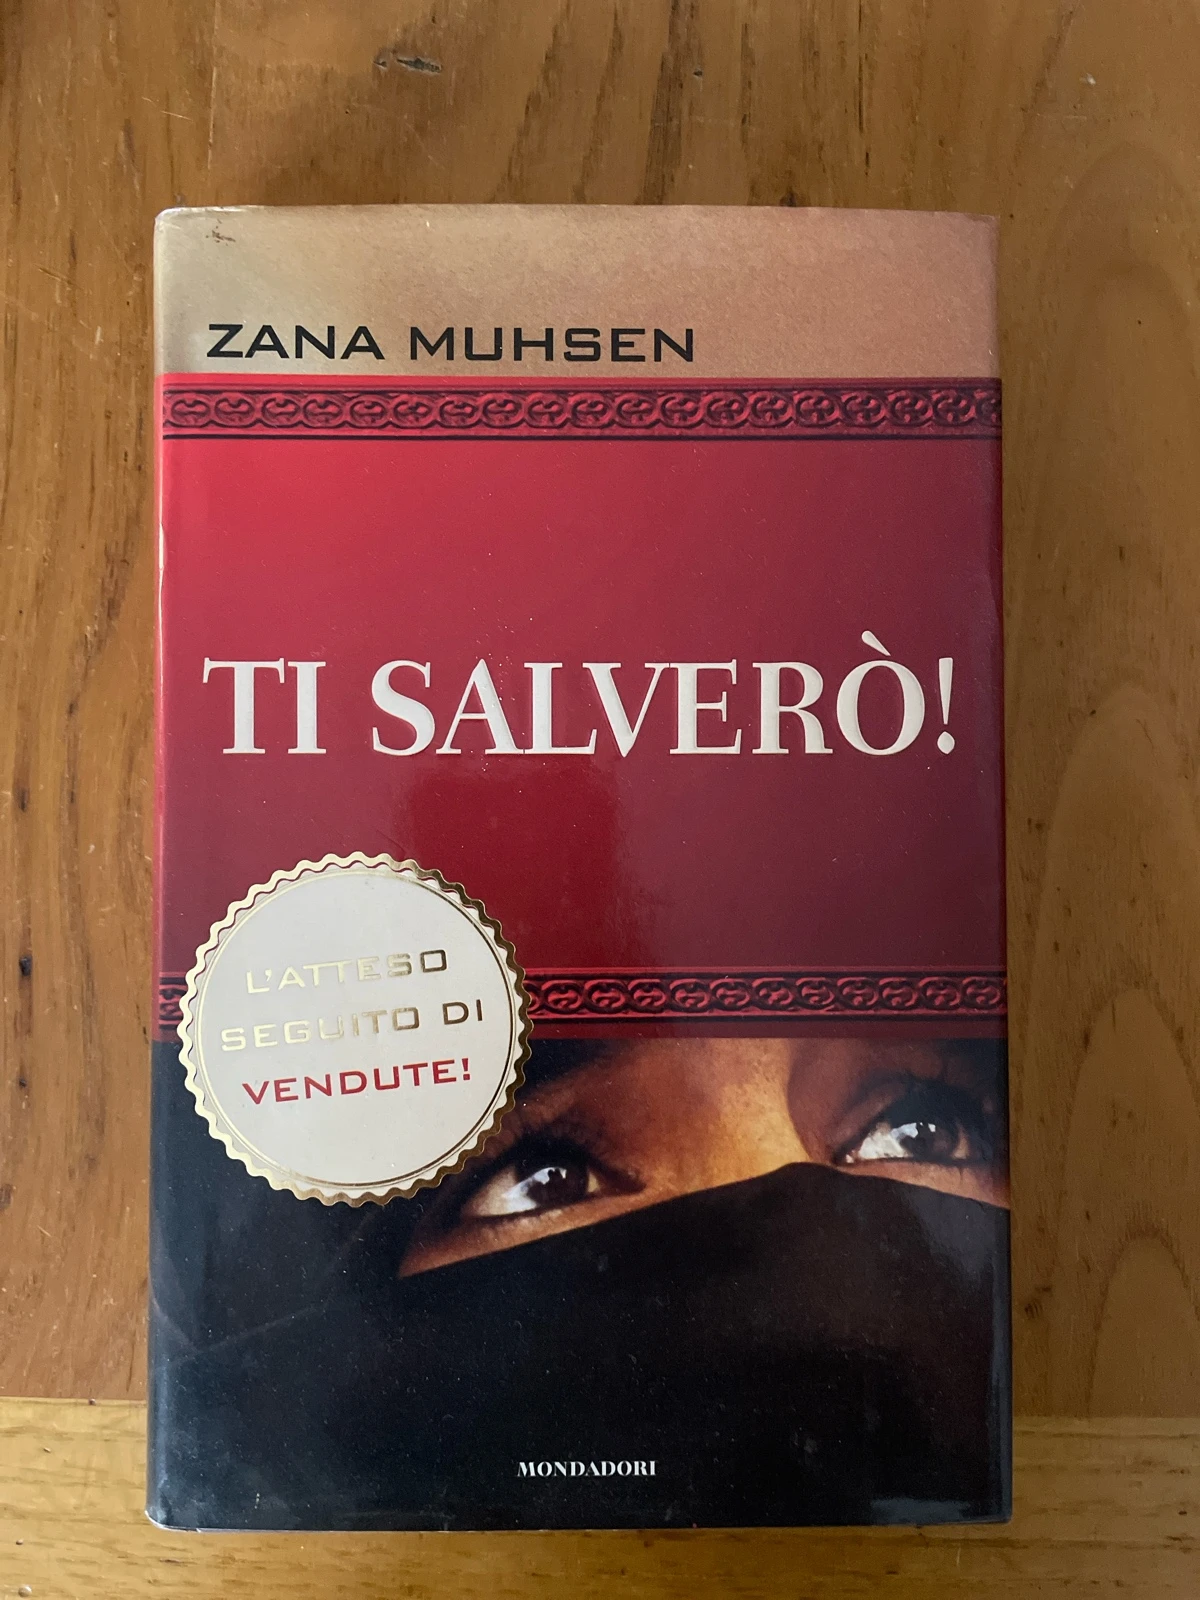 ZANA MUHSEN
TI SALVERÒ!
L'ATTESO
SEGUITO DI
VENDUTE!
MONDADORI